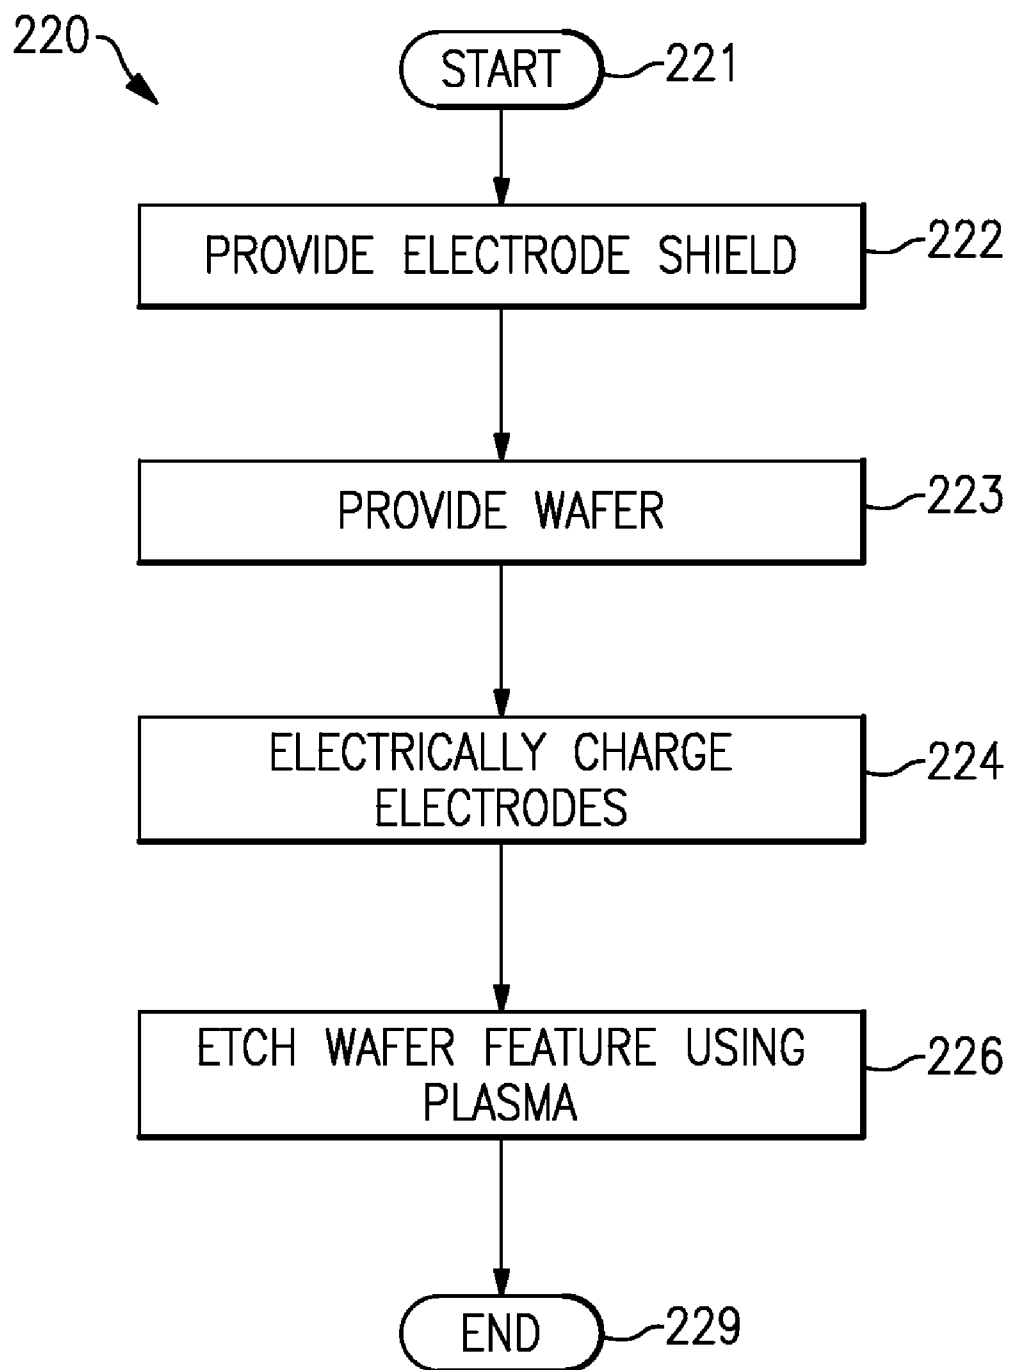 220
START
221
PROVIDE ELECTRODE SHIELD
222
PROVIDE WAFER
223
ELECTRICALLY CHARGE
ELECTRODES
224
ETCH WAFER FEATURE USING
PLASMA
226
END
229